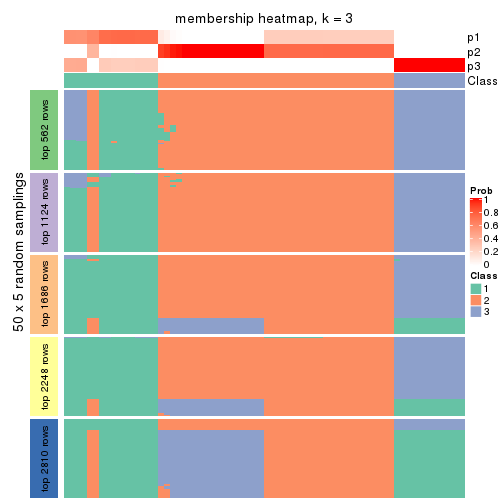 membership heatmap, k = 3
p1
p2
p3
Class
50 x 5 random samplings
top 562 rows
top 1124 rows
top 1686 rows
top 2248 rows
top 2810 rows
Prob
1
0.8
0.6
0.4
0.2
0
Class
1
2
3